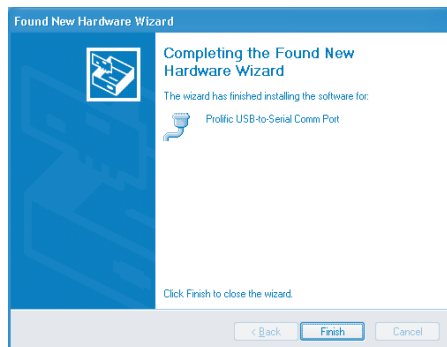 Found New Hardware Wizard
Completing the Found New
Hardware Wizard
The wizard has finished installing the software for:
Prolific USB-to-Serial Comm Port
Click Finish to close the wizard.
< Back
Finish
Cancel